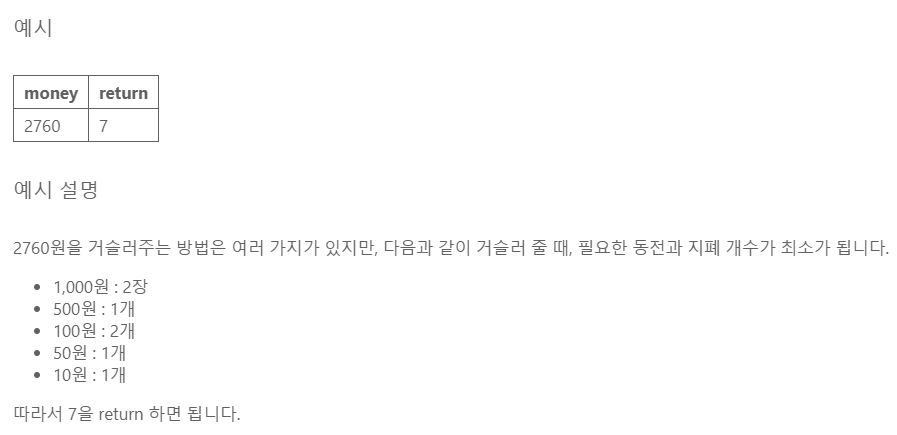 예시
money return
2760 7
예시 설명
2760원을 거슬러주는 방법은 여러 가지가 있지만, 다음과 같이 거슬러 줄 때, 필요한 동전과 지폐 개수가 최소가 됩니다.
• 1,000원 : 2장
• 500원 : 1개
• 100원 : 2개
• 50원 : 1개
• 10원 : 1개
따라서 7을 return 하면 됩니다.